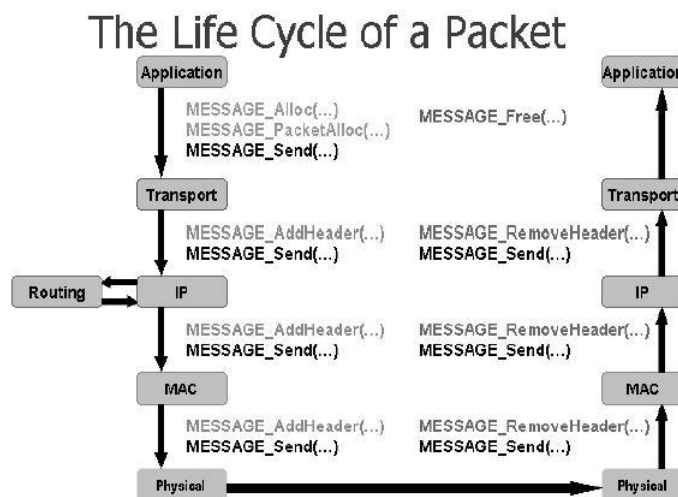 The Life Cycle of a Packet
Application
Application
MESSAGE_Alloc(...)
MESSAGE_PacketAlloc(...)
MESSAGE_Send(...)
MESSAGE_Free(...)
Transport
Transport
MESSAGE_AddHeader(...)
MESSAGE_Send(...)
MESSAGE_RemoveHeader(...)
MESSAGE_Send(...)
Routing
IP
IP
MESSAGE_AddHeader(...)
MESSAGE_Send(...)
MESSAGE_RemoveHeader(...)
MESSAGE_Send(...)
MAC
MAC
MESSAGE_AddHeader(...)
MESSAGE_Send(...)
MESSAGE_RemoveHeader(...)
MESSAGE_Send(...)
Physical
Physical